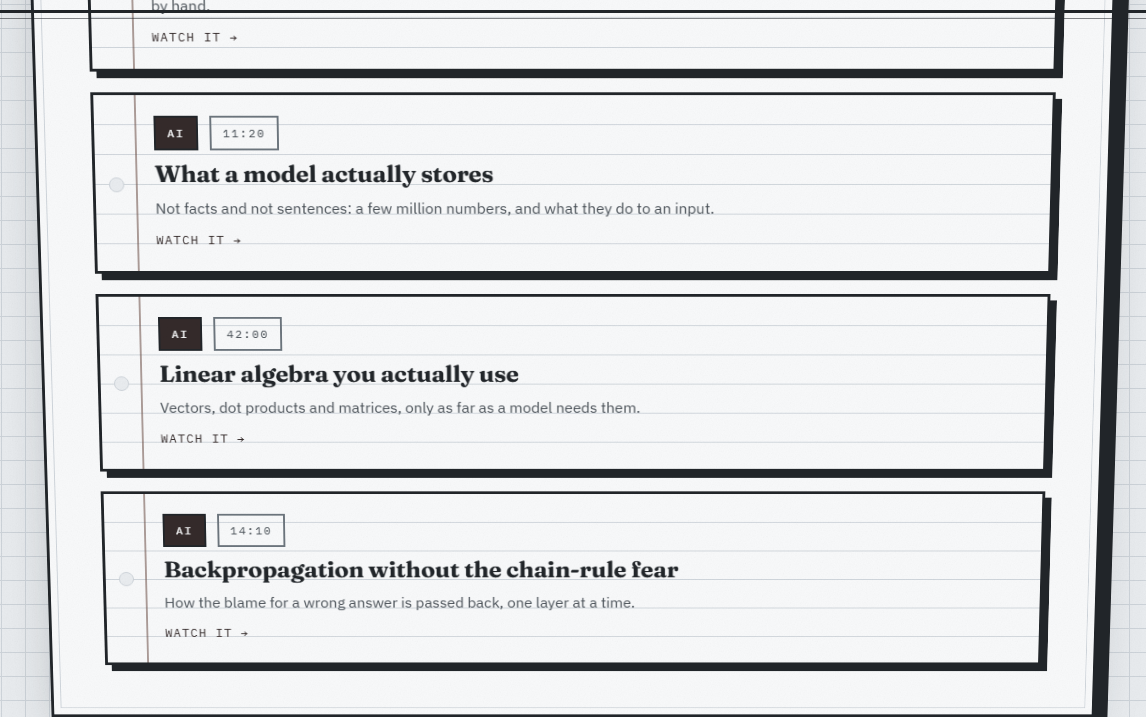 by hand.
WATCH IT →
AI 11:20
What a model actually stores
Not facts and not sentences: a few million numbers, and what they do to an input.
WATCH IT →
AI 42:00
Linear algebra you actually use
Vectors, dot products and matrices, only as far as a model needs them.
WATCH IT →
AI 14:10
Backpropagation without the chain-rule fear
How the blame for a wrong answer is passed back, one layer at a time.
WATCH IT →